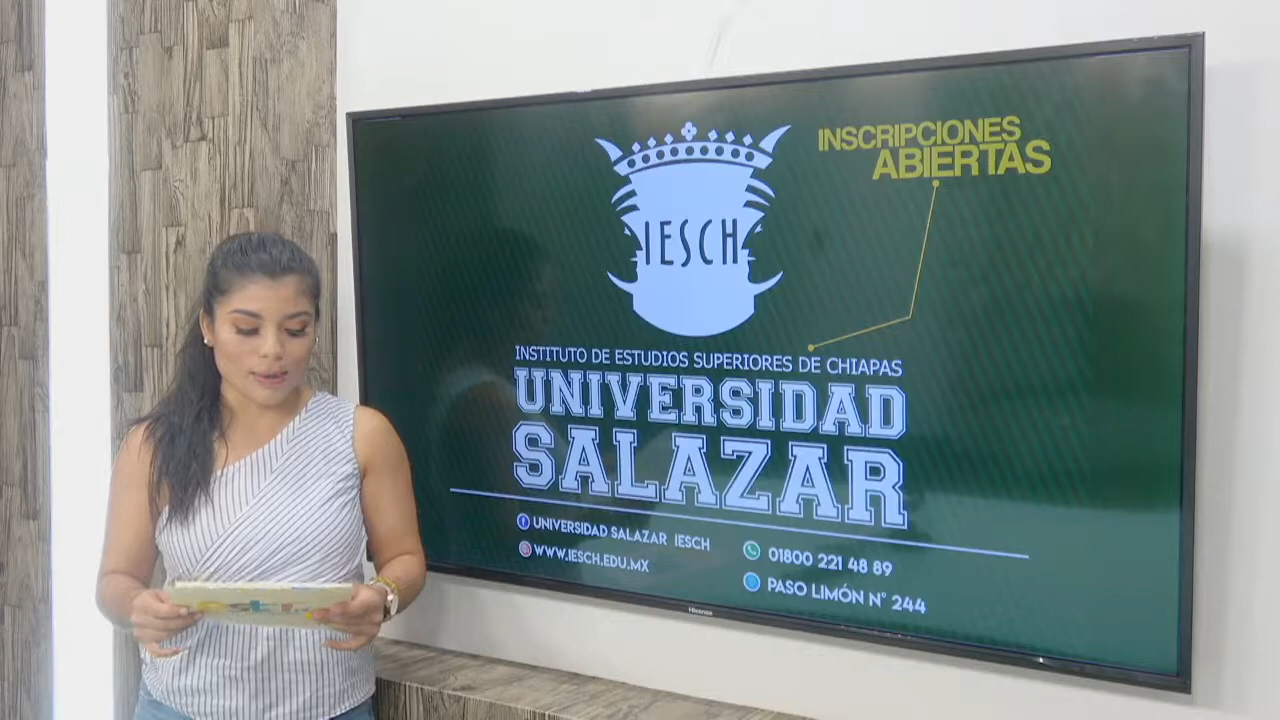 INSCRIPCIONES
ABIERTAS
IESCH
INSTITUTO DE ESTUDIOS SUPERIORES DE CHIAPAS
UNIVERSIDAD
SALAZAR
UNIVERSIDAD SALAZAR IESCH
WWW.IESCH.EDU.MX
01800 221 48 89
PASO LIMÓN N° 244
Hisense